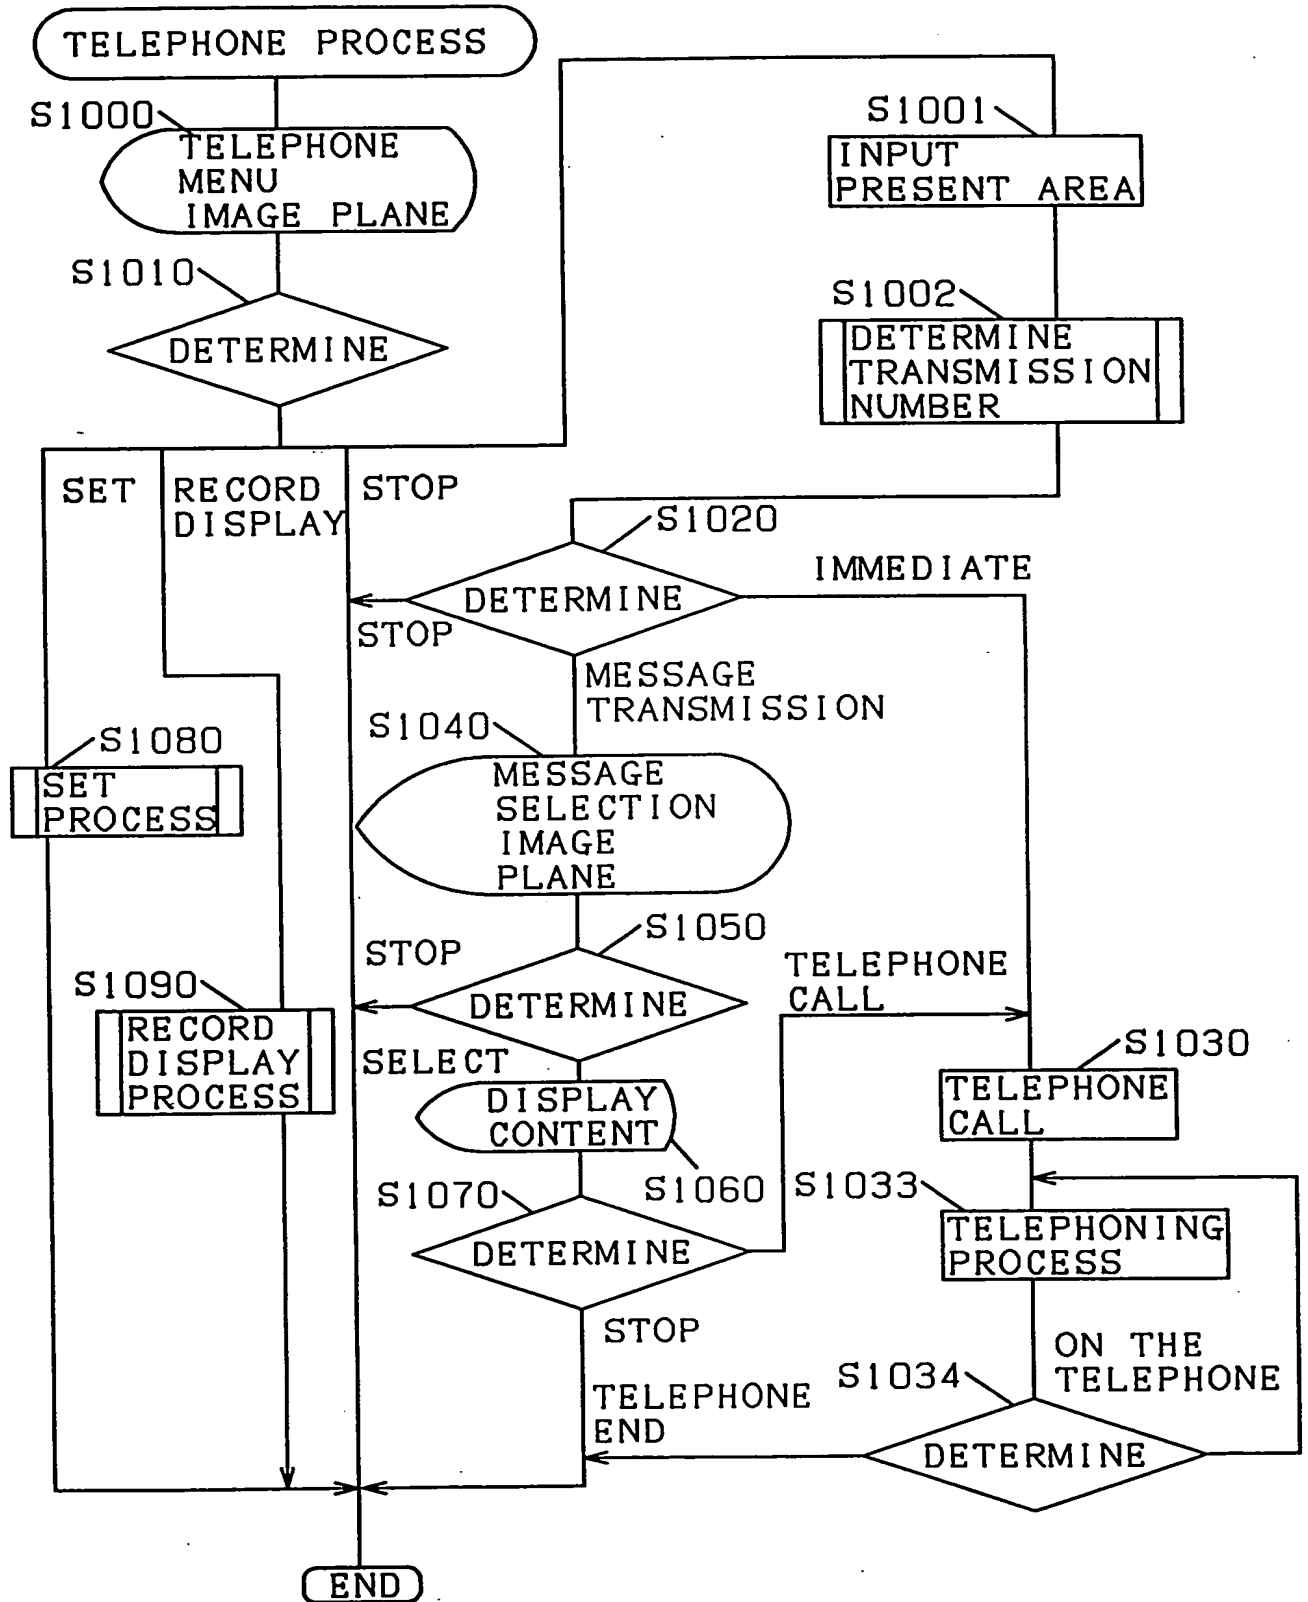 TELEPHONE PROCESS
S1000
TELEPHONE
MENU
IMAGE PLANE
S1010
DETERMINE
S1001
INPUT
PRESENT AREA
S1002
DETERMINE
TRANSMISSION
NUMBER
SET
RECORD
DISPLAY
STOP
S1020
DETERMINE
IMMEDIATE
STOP
MESSAGE
TRANSMISSION
S1040
MESSAGE
SELECTION
IMAGE
PLANE
S1080
SET
PROCESS
S1050
STOP
DETERMINE
TELEPHONE
CALL
S1090
RECORD
DISPLAY
PROCESS
SELECT
DISPLAY
CONTENT
S1060
S1030
TELEPHONE
CALL
S1070
DETERMINE
S1033
TELEPHONING
PROCESS
STOP
ON THE
TELEPHONE
S1034
DETERMINE
TELEPHONE
END
END